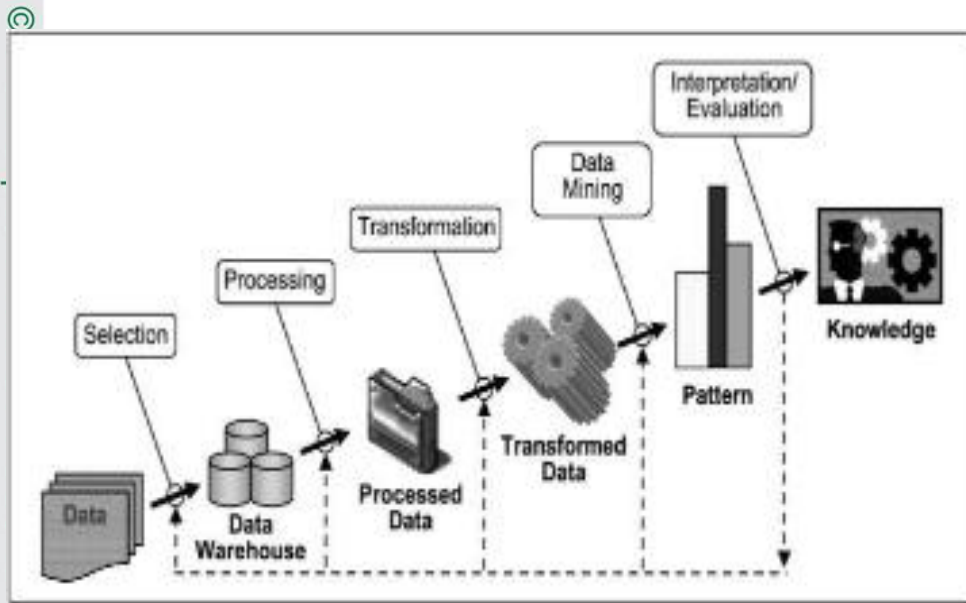 Interpretation/
Evaluation
Data
Mining
Transformation
Processing
Selection
Knowledge
Pattern
Transformed
Data
Processed
Data
Data
Warehouse
Data